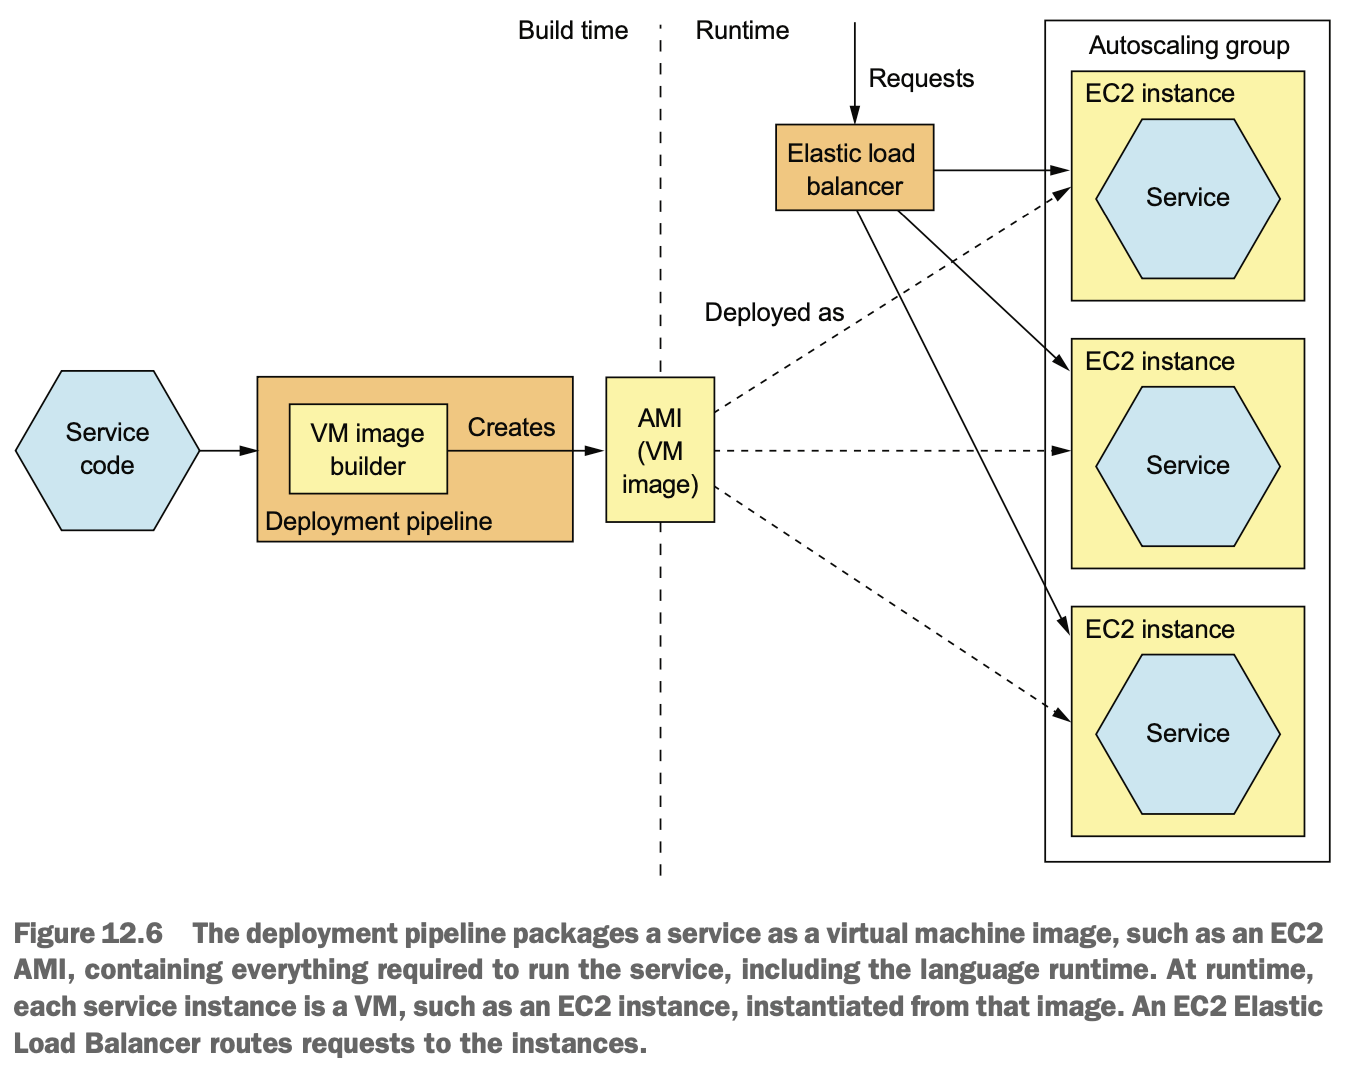 Build time
Runtime
Requests
Autoscaling group
EC2 instance
Elastic load
balancer
Service
Deployed as
EC2 instance
Service
Service
code
VM image
builder
Creates
Deployment pipeline
AMI
(VM
image)
EC2 instance
Service
Figure 12.6 The deployment pipeline packages a service as a virtual machine image, such as an EC2
AMI, containing everything required to run the service, including the language runtime. At runtime,
each service instance is a VM, such as an EC2 instance, instantiated from that image. An EC2 Elastic
Load Balancer routes requests to the instances.